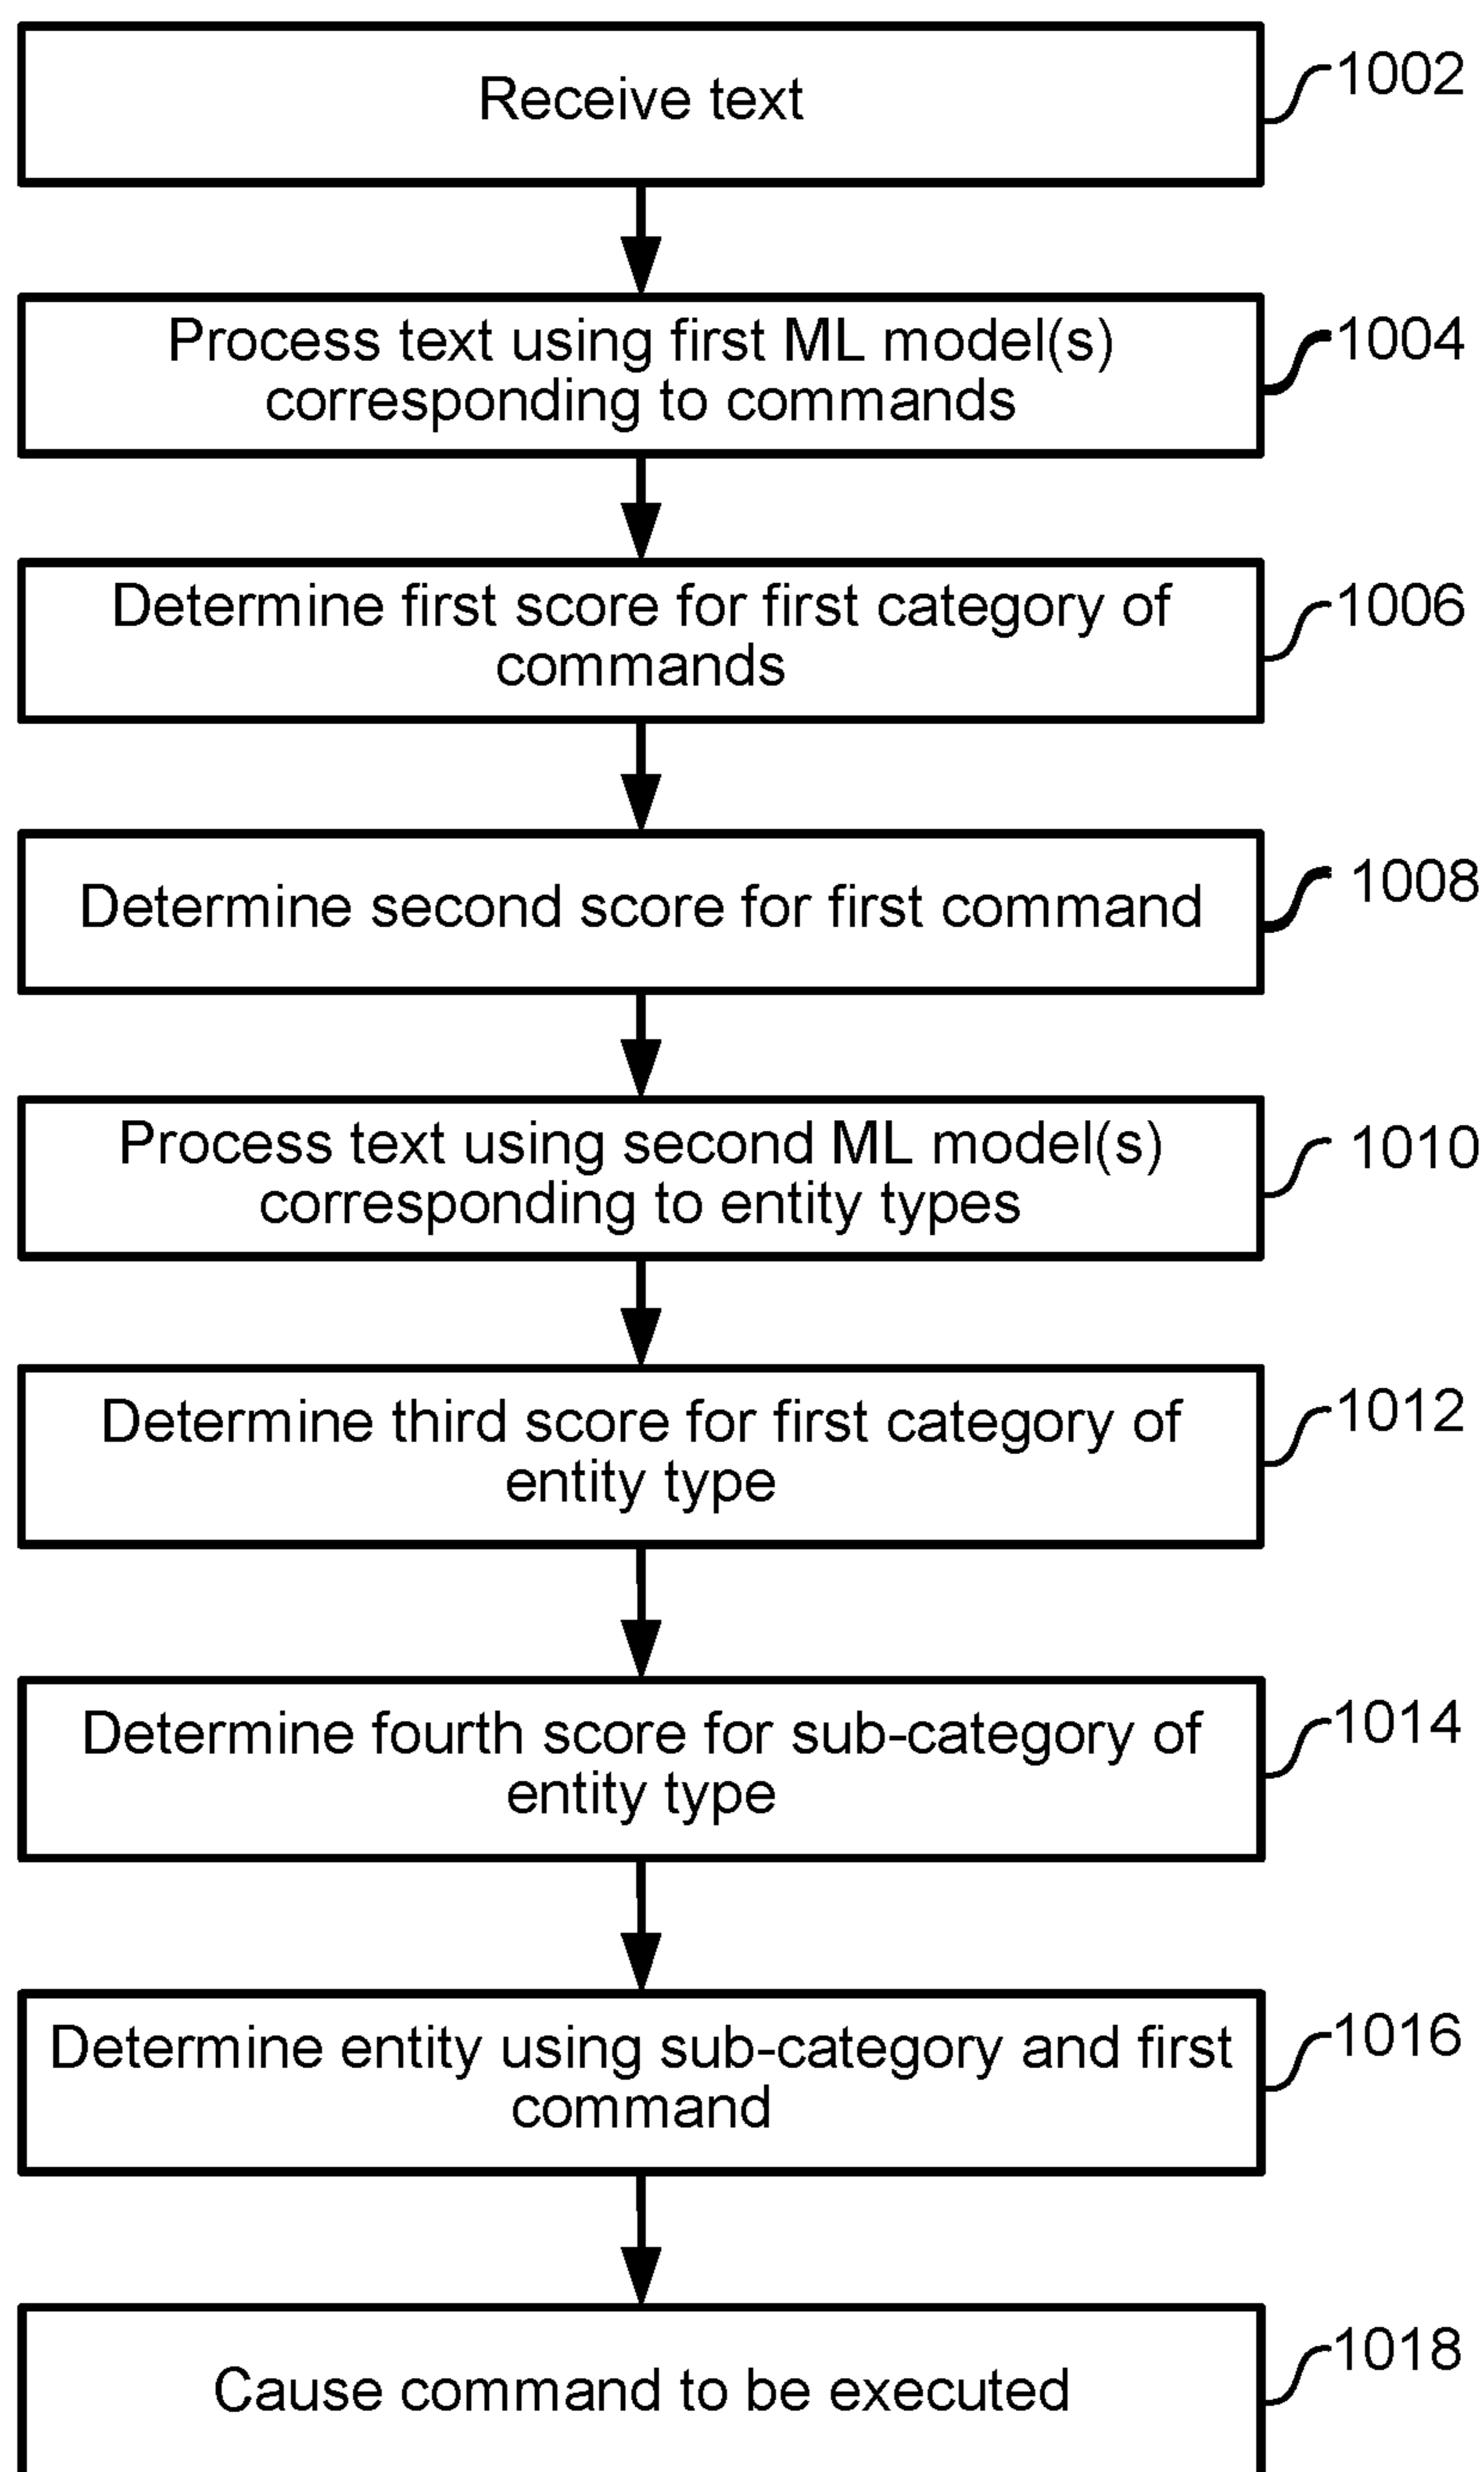 Receive text
1002
Process text using first ML model(s)
corresponding to commands
1004
Determine first score for first category of
commands
1006
Determine second score for first command
1008
Process text using second ML model(s)
corresponding to entity types
1010
Determine third score for first category of
entity type
1012
Determine fourth score for sub-category of
entity type
1014
Determine entity using sub-category and first
command
1016
Cause command to be executed
1018